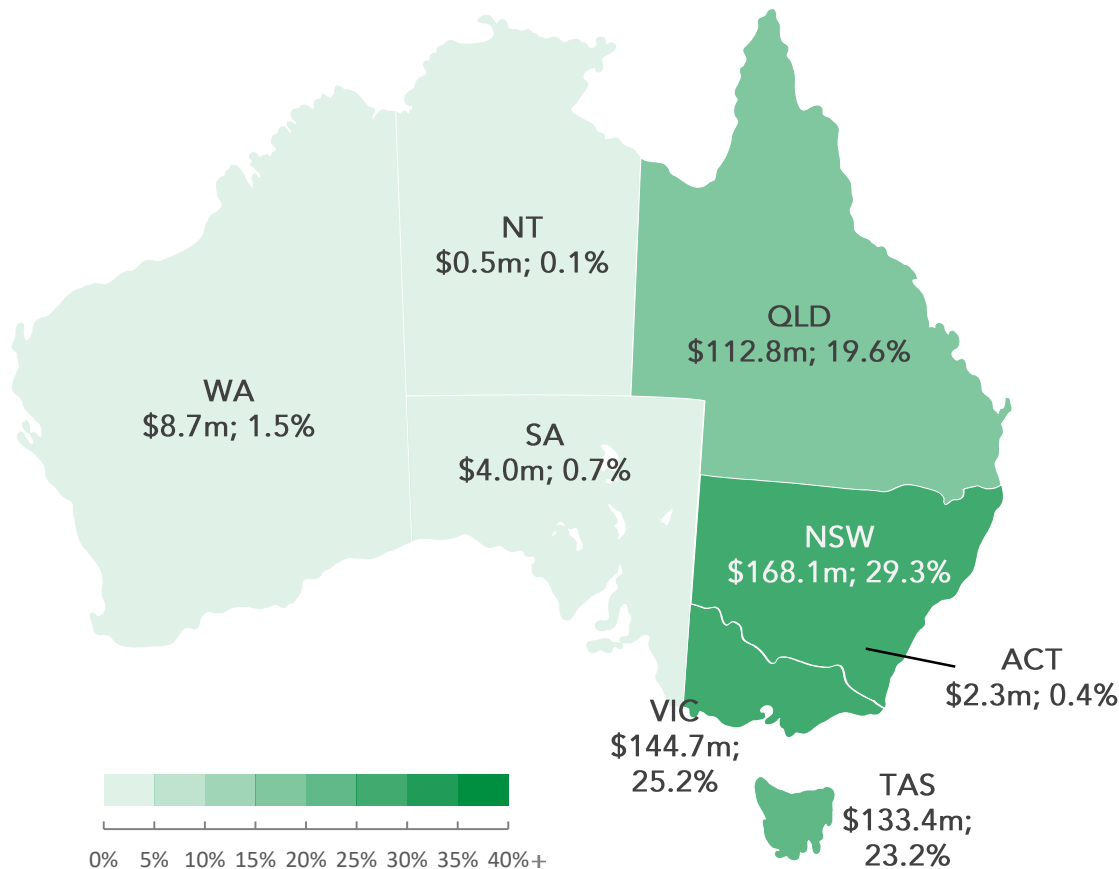 NT
$0.5m; 0.1%
QLD
$112.8m; 19.6%
WA
$8.7m; 1.5%
SA
$4.0m; 0.7%
NSW
$168.1m; 29.3%
ACT
$2.3m; 0.4%
VIC
$144.7m;
25.2%
TAS
$133.4m;
23.2%
0% 5% 10% 15% 20% 25% 30% 35% 40%+